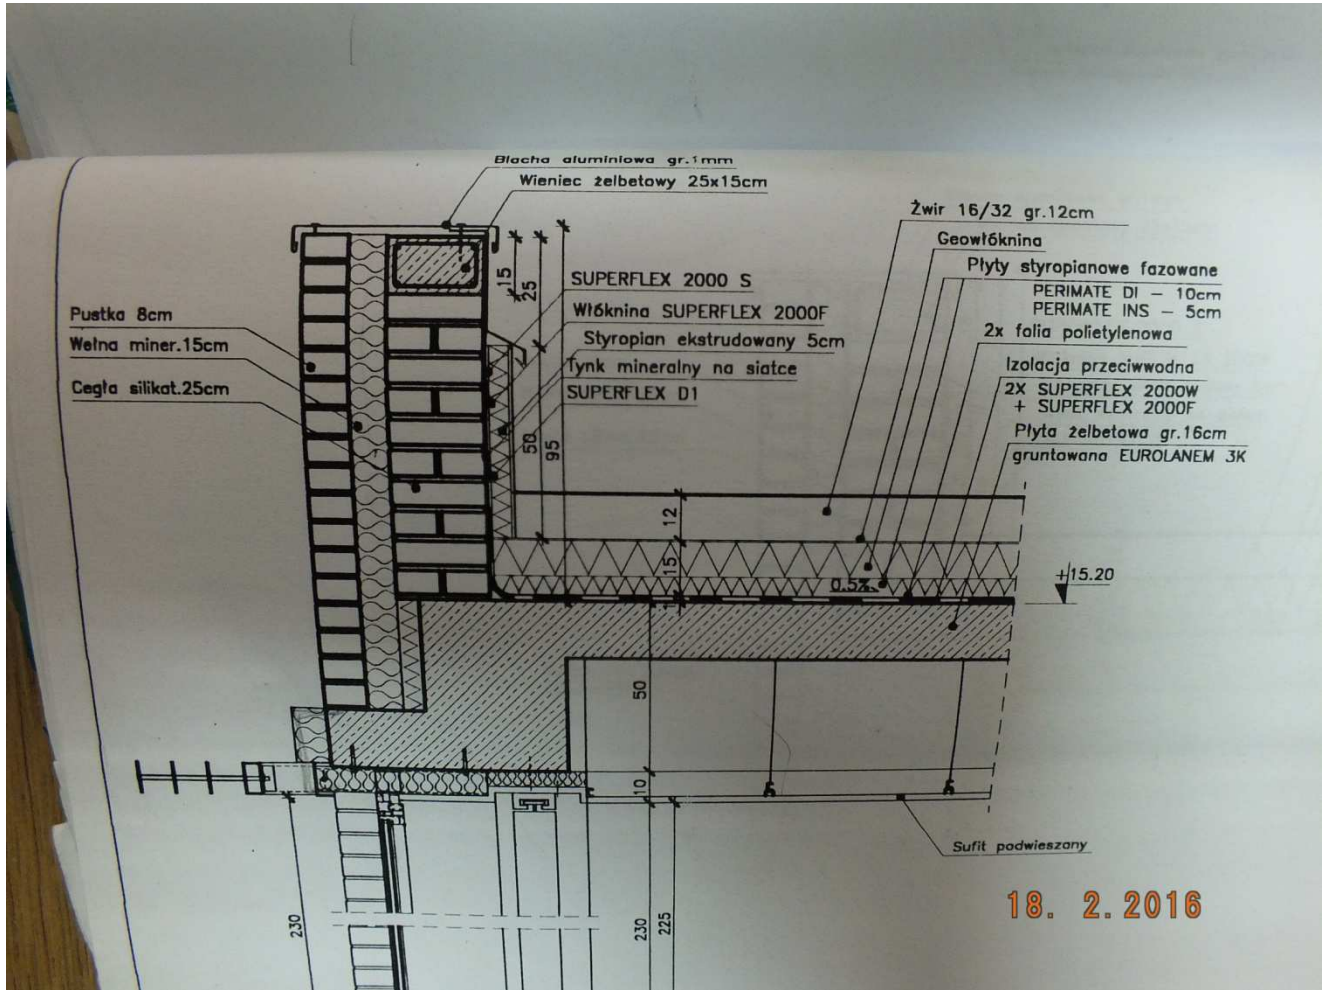 Blacha aluminiowa gr.1mm
Wieniec żelbetowy 25x15cm
Żwir 16/32 gr.12cm
Geowłóknina
Płyty styropianowe fazowane
PERIMATE DI – 10cm
PERIMATE INS – 5cm
2x folia polietylenowa
Izolacja przeciwwodna
2X SUPERFLEX 2000W
+ SUPERFLEX 2000F
Płyta żelbetowa gr.16cm
gruntowana EUROLANEM 3K
SUPERFLEX 2000 S
Włóknina SUPERFLEX 2000F
Styropian ekstrudowany 5cm
Tynk mineralny na siatce
SUPERFLEX D1
Pustka 8cm
Wełna miner.15cm
Cegła silikat.25cm
15
25
50
95
12
15
1
0.5%
+15.20
50
10
Sufit podwieszony
230
230
225
18. 2.2016